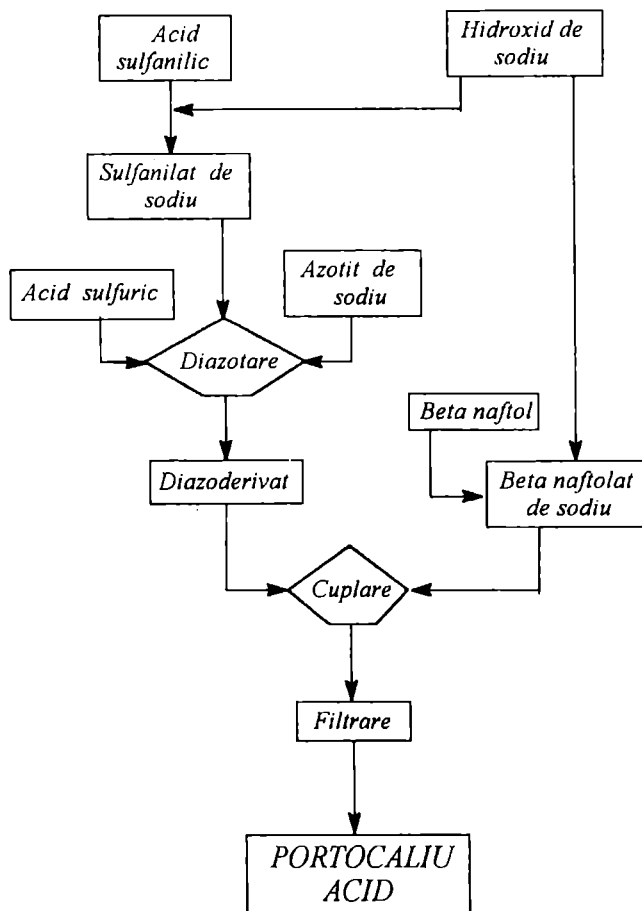 Acid
sulfanilic
Hidroxid de
sodiu
Sulfanilat de
sodiu
Acid sulfuric
Azotit de
sodiu
Diazotare
Beta naftol
Diazoderivat
Beta naftolat
de sodiu
Cuplare
Filtrare
PORTOCALIU
ACID